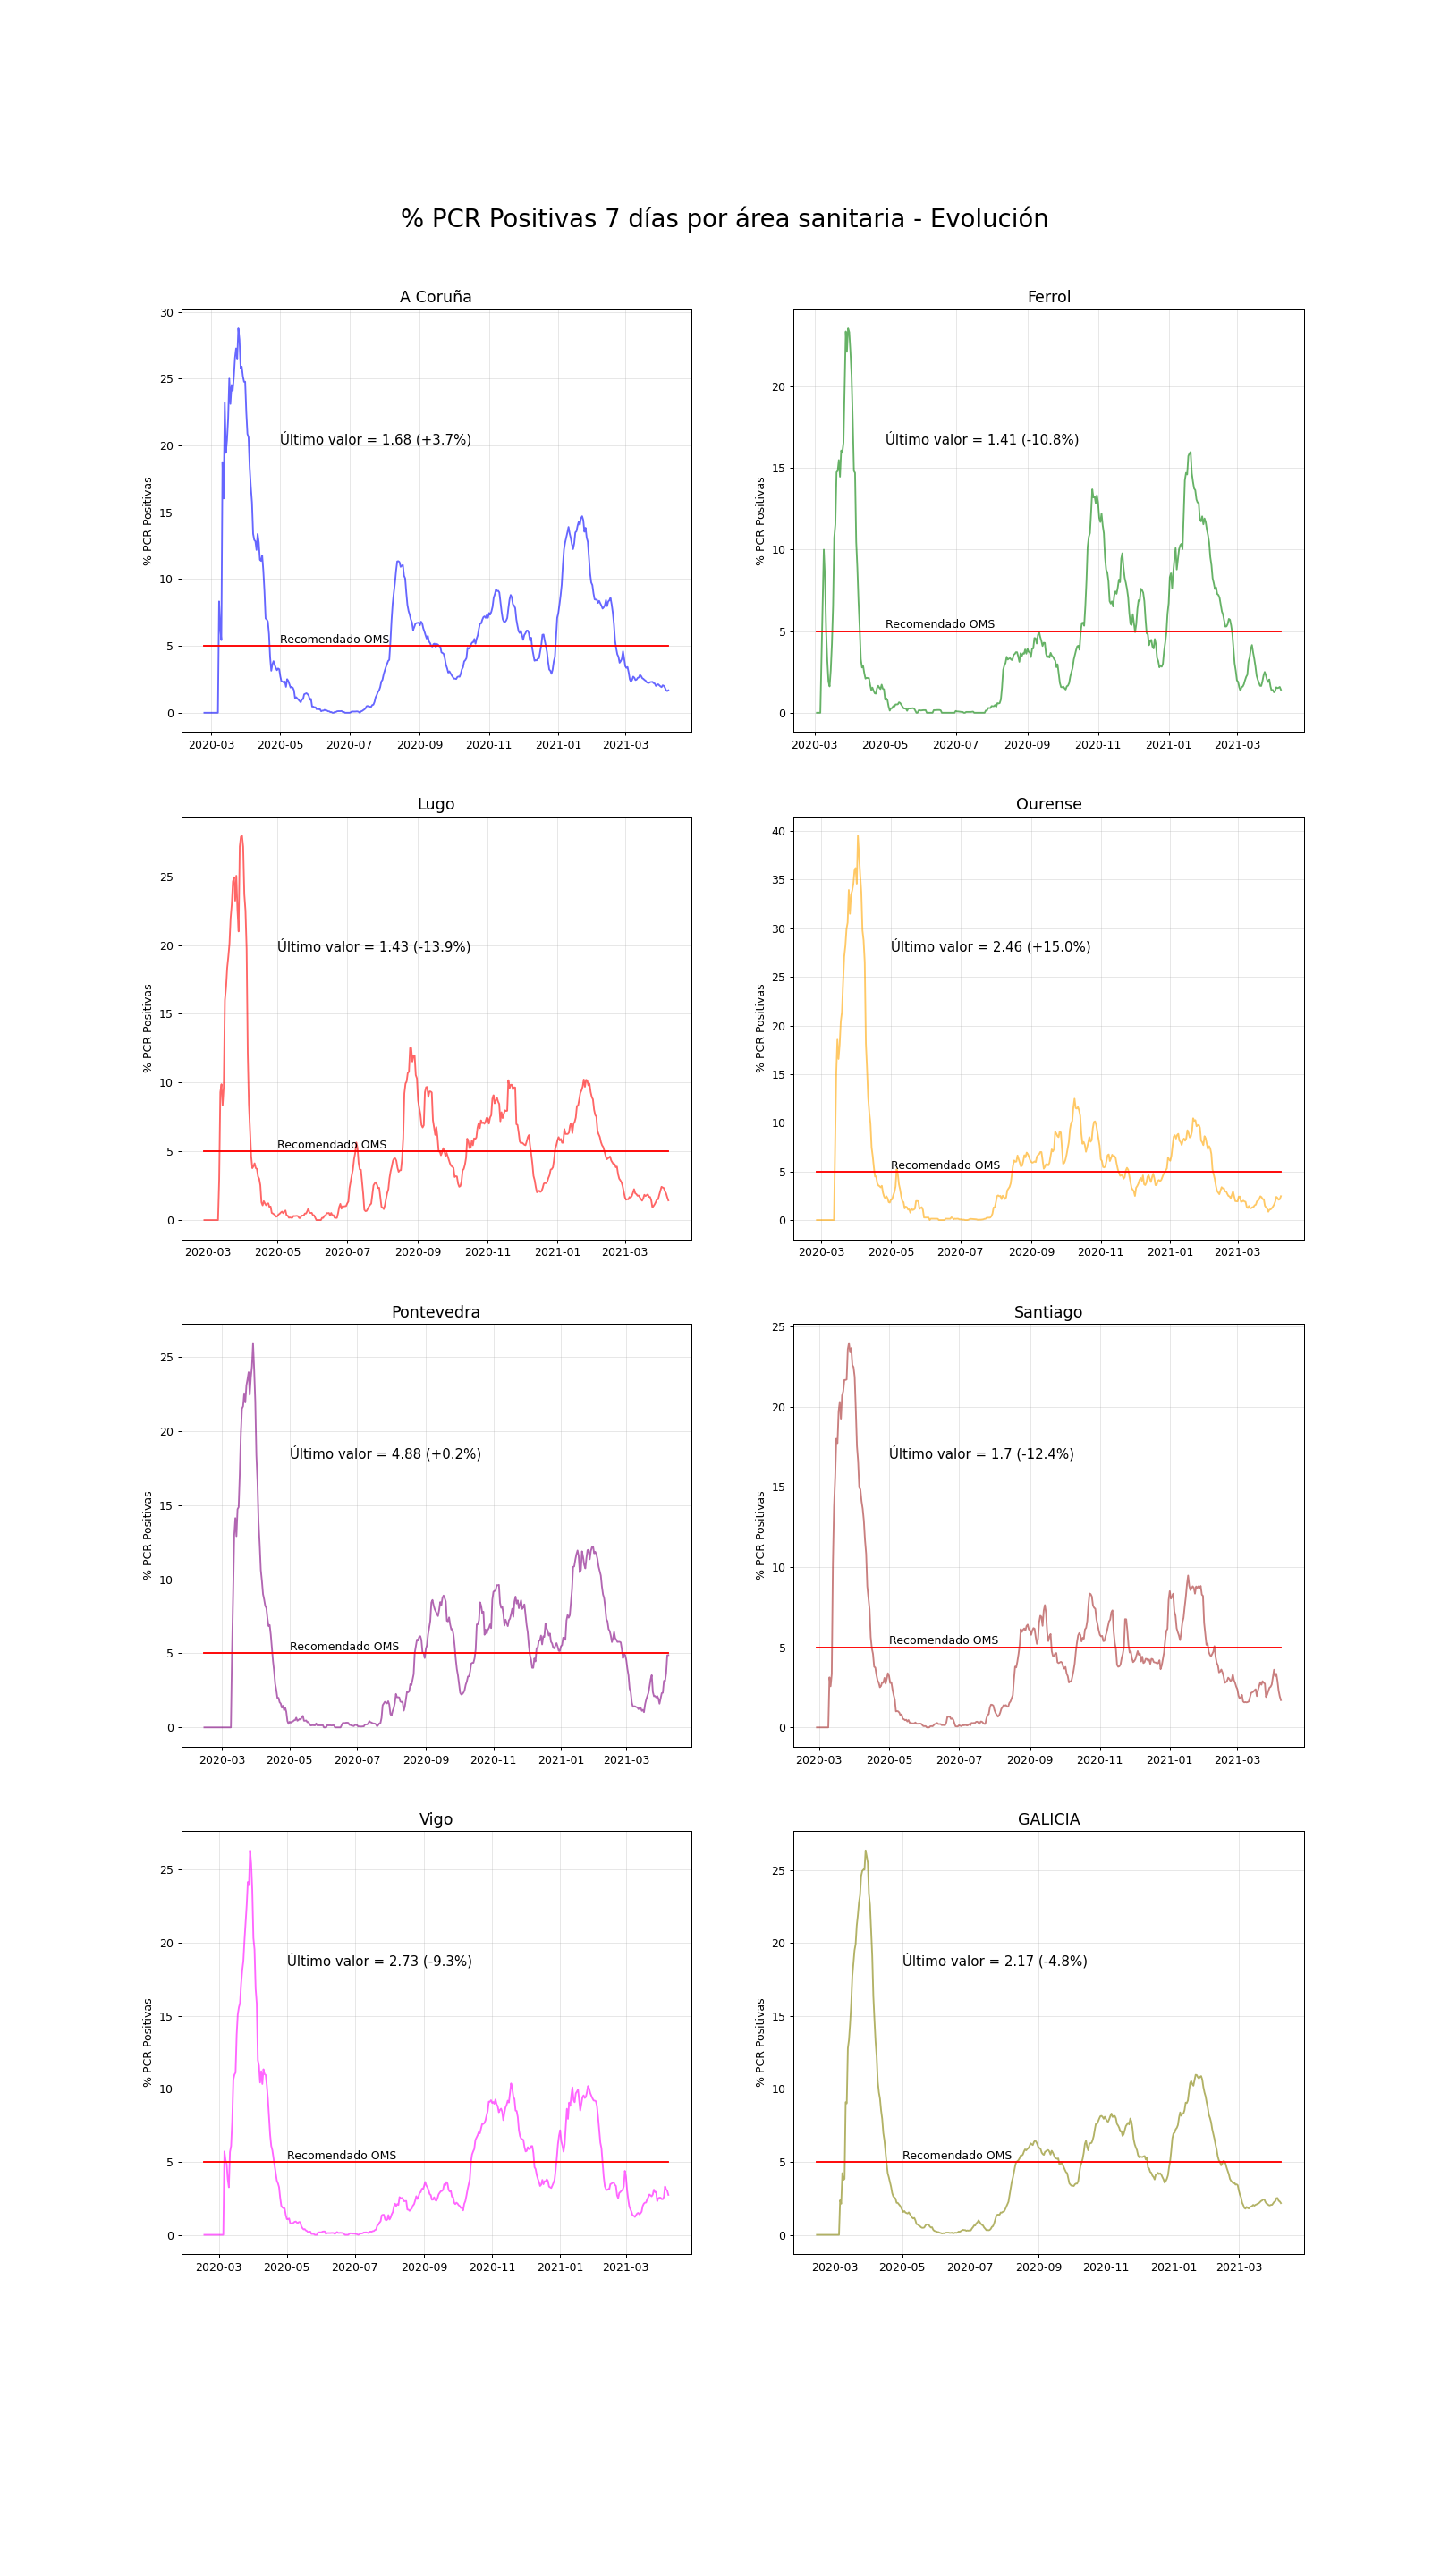 % PCR Positivas 7 días por área sanitaria - Evolución
A Coruña
% PCR Positivas
30
25
20
15
10
5
0
Último valor = 1.68 (+3.7%)
Recomendado OMS
2020-03 2020-05 2020-07 2020-09 2020-11 2021-01 2021-03
Ferrol
% PCR Positivas
20
15
10
5
0
Último valor = 1.41 (-10.8%)
Recomendado OMS
2020-03 2020-05 2020-07 2020-09 2020-11 2021-01 2021-03
Lugo
% PCR Positivas
25
20
15
10
5
0
Último valor = 1.43 (-13.9%)
Recomendado OMS
2020-03 2020-05 2020-07 2020-09 2020-11 2021-01 2021-03
Ourense
% PCR Positivas
40
35
30
25
20
15
10
5
0
Último valor = 2.46 (+15.0%)
Recomendado OMS
2020-03 2020-05 2020-07 2020-09 2020-11 2021-01 2021-03
Pontevedra
% PCR Positivas
25
20
15
10
5
0
Último valor = 4.88 (+0.2%)
Recomendado OMS
2020-03 2020-05 2020-07 2020-09 2020-11 2021-01 2021-03
Santiago
% PCR Positivas
25
20
15
10
5
0
Último valor = 1.7 (-12.4%)
Recomendado OMS
2020-03 2020-05 2020-07 2020-09 2020-11 2021-01 2021-03
Vigo
% PCR Positivas
25
20
15
10
5
0
Último valor = 2.73 (-9.3%)
Recomendado OMS
2020-03 2020-05 2020-07 2020-09 2020-11 2021-01 2021-03
GALICIA
% PCR Positivas
25
20
15
10
5
0
Último valor = 2.17 (-4.8%)
Recomendado OMS
2020-03 2020-05 2020-07 2020-09 2020-11 2021-01 2021-03